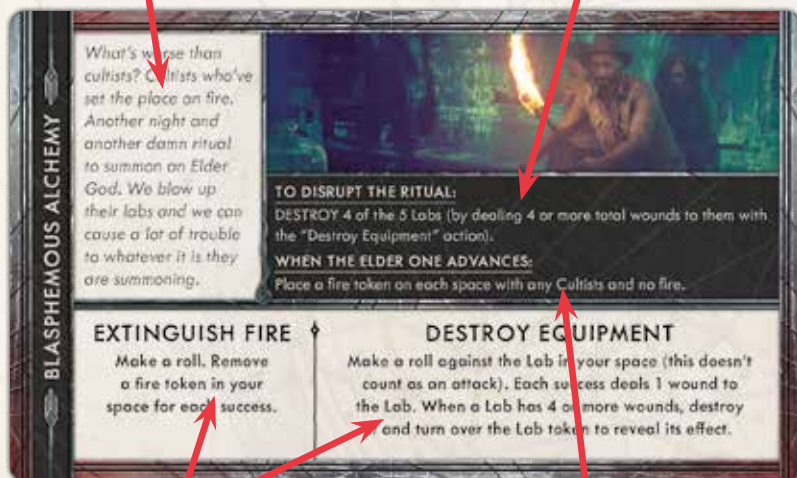 BLASPHEMOUS ALCHEMY
What's worse than
cultists? Cultists who've
set the place on fire.
Another night and
another damn ritual
to summon an Elder
God. We blow up
their labs and we can
cause a lot of trouble
to whatever it is they
are summoning.
TO DISRUPT THE RITUAL:
DESTROY 4 of the 5 Labs (by dealing 4 or more total wounds to them with
the "Destroy Equipment" action).
WHEN THE ELDER ONE ADVANCES:
Place a fire token on each space with any Cultists and no fire.
EXTINGUISH FIRE
Make a roll. Remove
a fire token in your
space for each success.
DESTROY EQUIPMENT
Make a roll against the Lab in your space (this doesn't
count as an attack). Each success deals 1 wound to
the Lab. When a Lab has 4 or more wounds, destroy
and turn over the Lab token to reveal its effect.